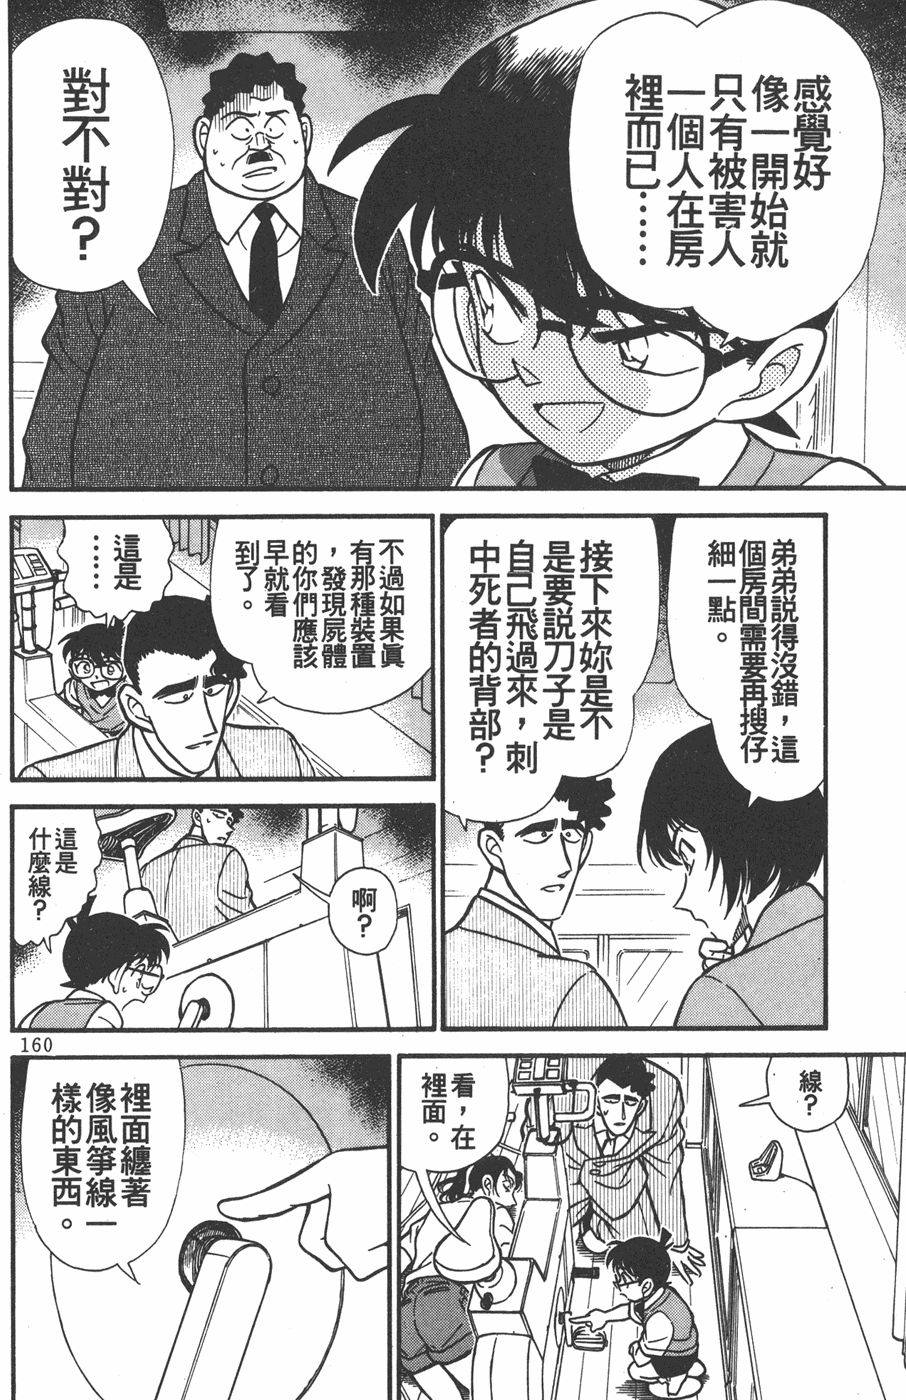 感覺好
像一開始就
只有被害人
一個人在房
裡而已……
對不對？
弟弟說得沒錯，這
個房間需要再搜仔
細一點。
接下來妳是不
是要說刀子是
自己飛過來，刺
中死者的背部？
不過如果眞
有那種裝置
，發現屍體
的你們應該
早就看
到了。
這是
……
啊？
這是
什麼線？
線？
看，在
裡面。
裡面纏著
像風箏線一
樣的東西。
160